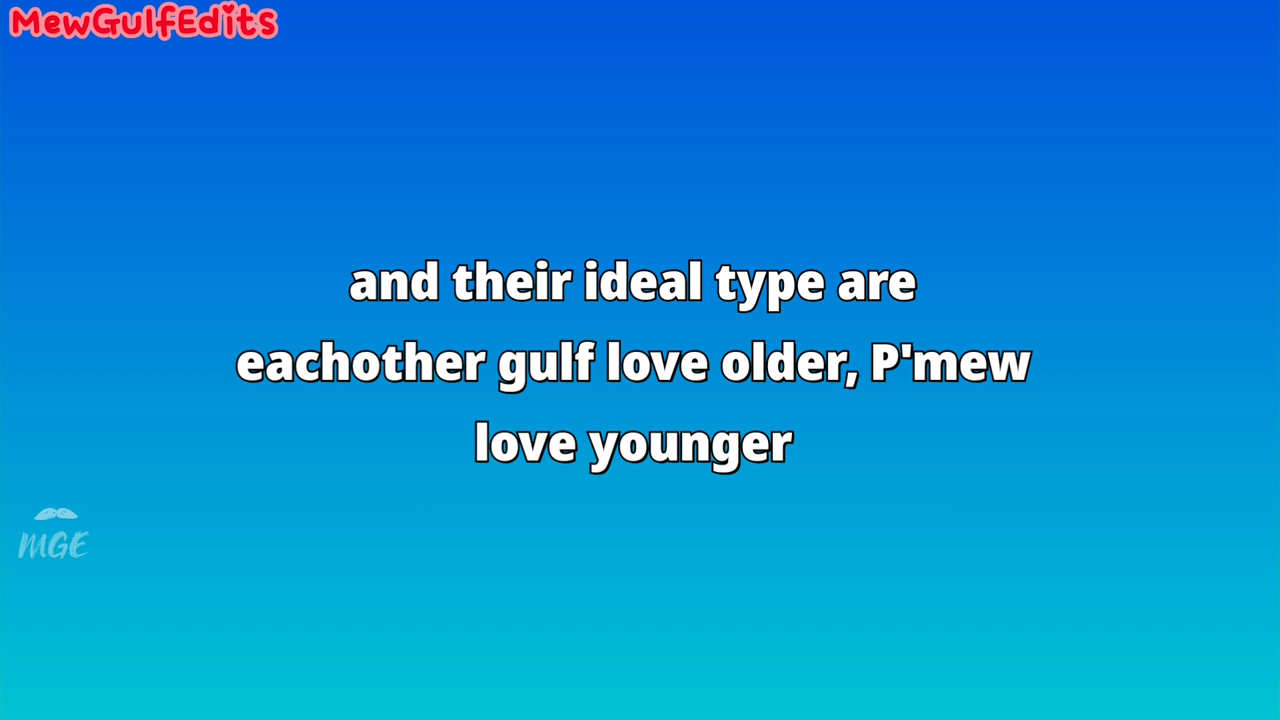 MewGulfEdits
and their ideal type are
eachother gulf love older, P'mew
love younger
MGE